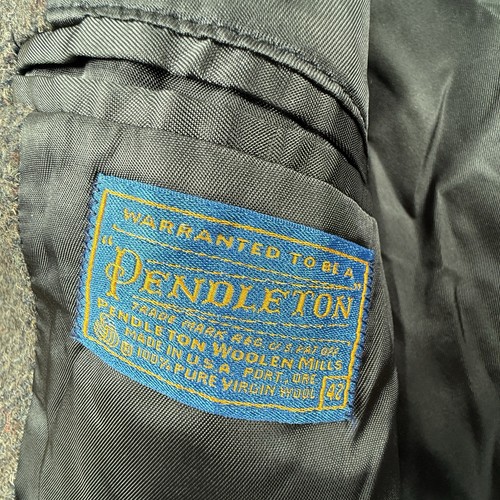 WARRANTED TO BE A
"PENDLETON"
TRADE MARK REG. U.S. PAT. OFF.
PENDLETON WOOLEN MILLS
MADE IN U.S.A. PORT., ORE.
100% PURE VIRGIN WOOL 42